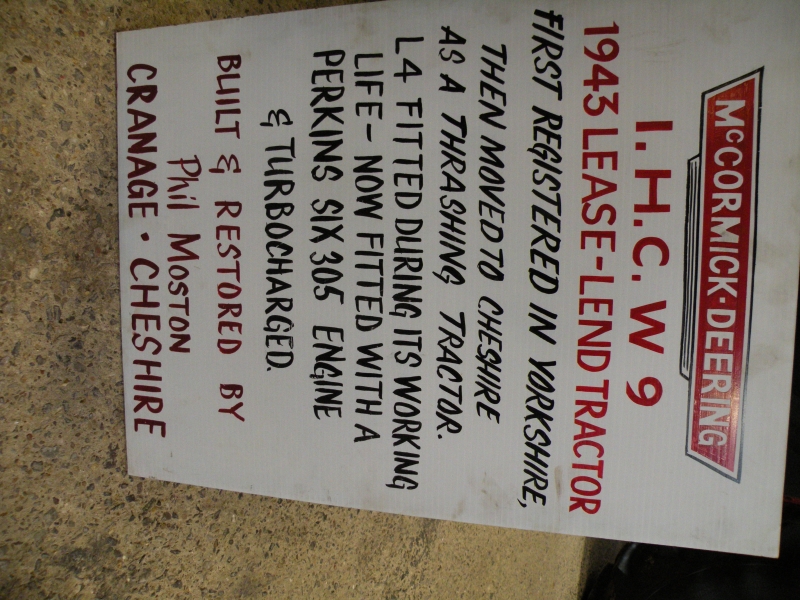 McCORMICK·DEERING
I.H.C. W 9
1943 LEASE-LEND TRACTOR
FIRST REGISTERED IN YORKSHIRE,
THEN MOVED TO CHESHIRE
AS A THRASHING TRACTOR.
L4 FITTED DURING ITS WORKING
LIFE - NOW FITTED WITH A
PERKINS SIX 305 ENGINE
& TURBOCHARGED.
BUILT & RESTORED BY
Phil MOSTON
CRANAGE · CHESHIRE